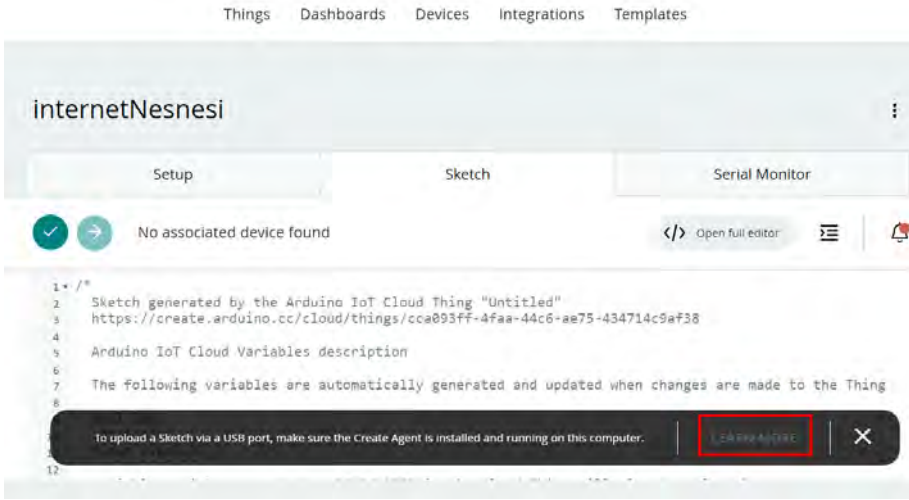 Things Dashboards Devices Integrations Templates
internetNesnesi
Setup Sketch Serial Monitor
No associated device found
</> Open full editor
1 /*
2 Sketch generated by the Arduino IoT Cloud Thing "Untitled"
3 https://create.arduino.cc/cloud/things/cca093ff-4faa-44c6-ae75-434714c9af38
4
5 Arduino IoT Cloud Variables description
6
7 The following variables are automatically generated and updated when changes are made to the Thing
8
To upload a Sketch via a USB port, make sure the Create Agent is installed and running on this computer. LEARN MORE
12